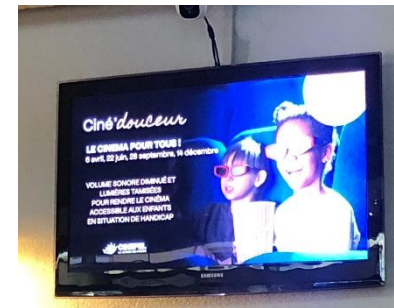 Ciné'douceur
LE CINEMA POUR TOUS !
6 avril, 22 juin, 28 septembre, 14 décembre
VOLUME SONORE DIMINUÉ ET
LUMIÈRES TAMISÉES
POUR RENDRE LE CINÉMA
ACCESSIBLE AUX ENFANTS
EN SITUATION DE HANDICAP
SAMSUNG